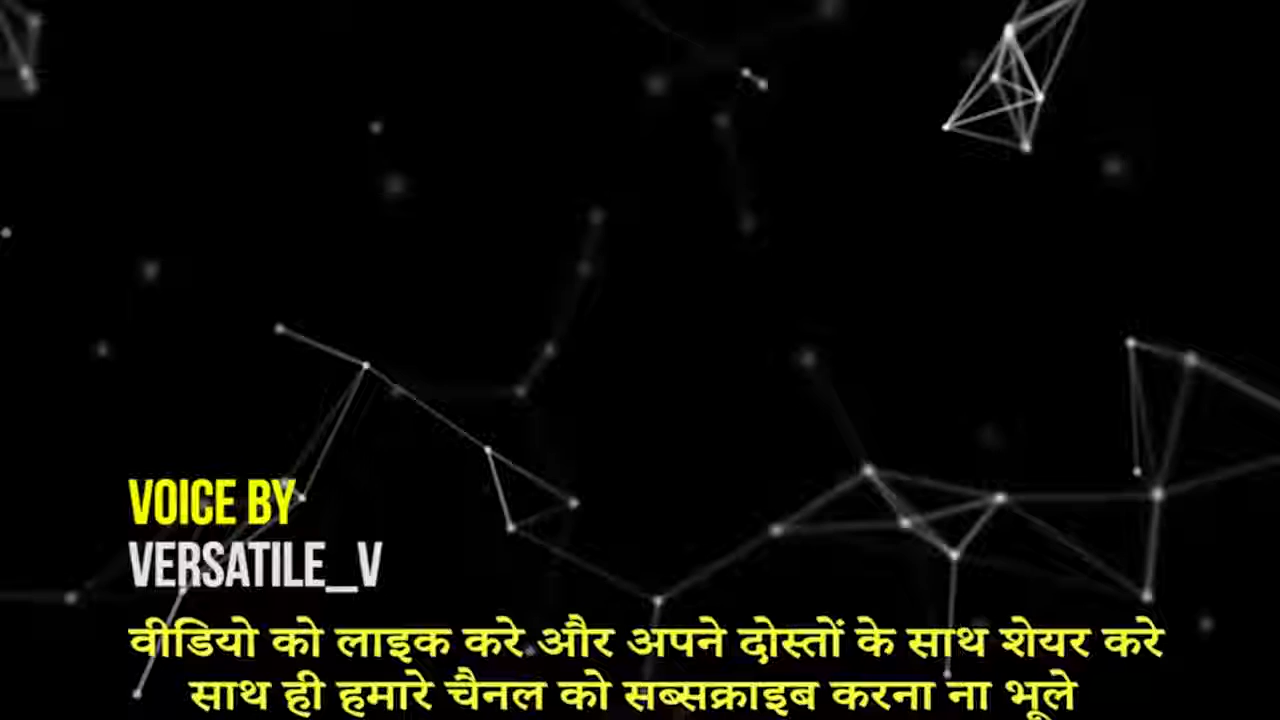 VOICE BY
VERSATILE_V
वीडियो को लाइक करे और अपने दोस्तों के साथ शेयर करे
साथ ही हमारे चैनल को सब्सक्राइब करना ना भूले